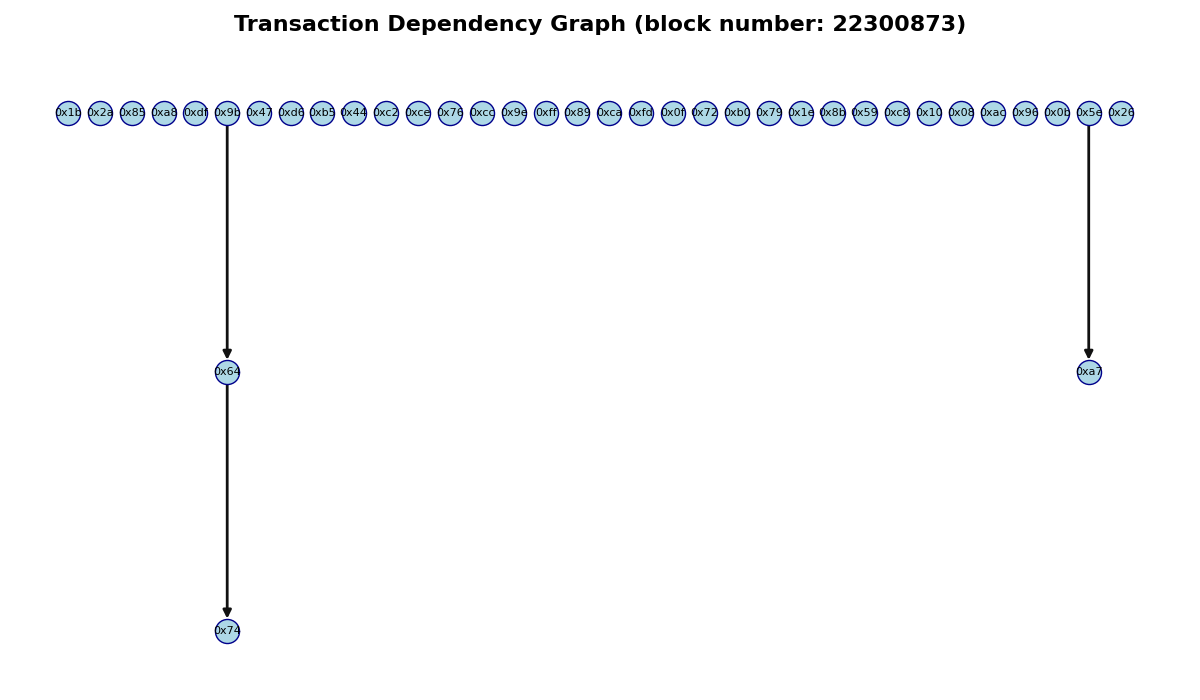 Transaction Dependency Graph (block number: 22300873)
0x1b 0x2a 0x85 0xa8 0xdf 0x9b 0x47 0xd6 0xb5 0x44 0xc2 0xce 0x76 0xcc 0x9e 0xff 0x89 0xca 0xfd 0x0f 0x72 0xb0 0x79 0x1e 0x8b 0x59 0xc8 0x10 0x08 0xac 0x96 0x0b 0x5e 0x26
0x64 0xa7
0x74